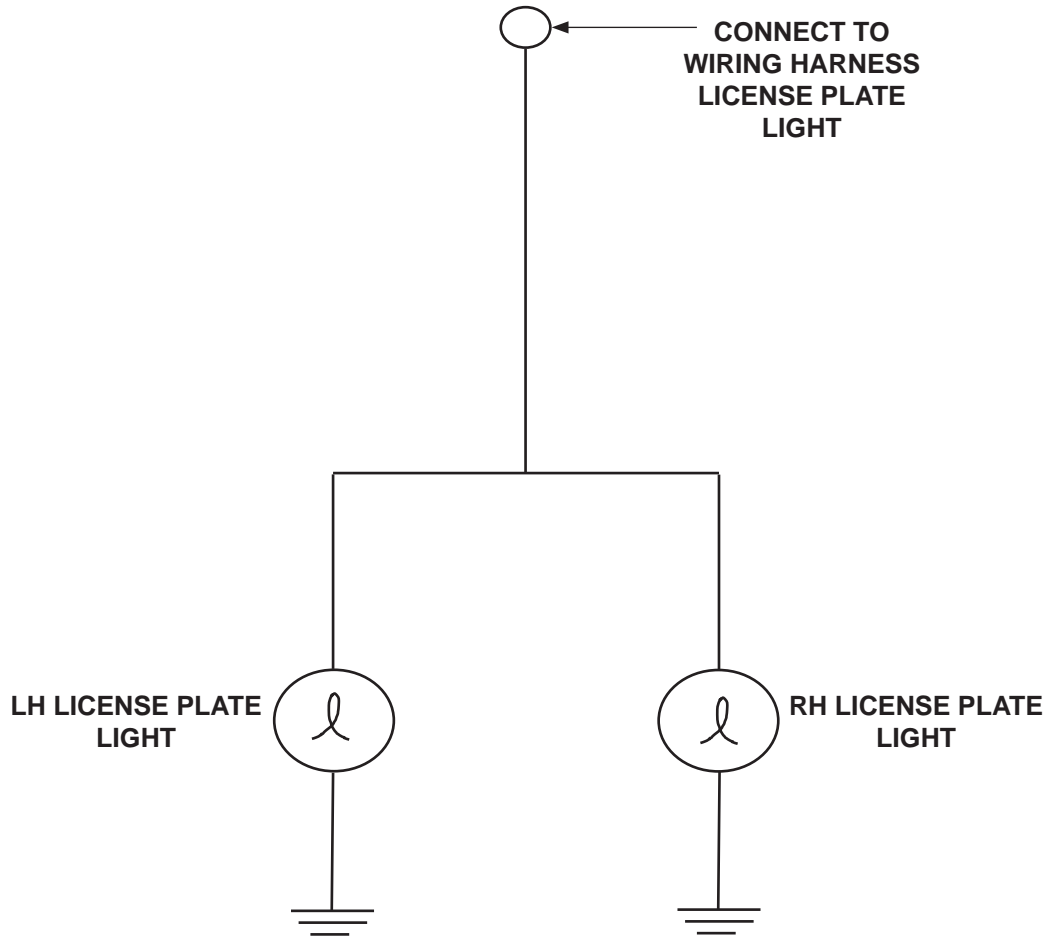 CONNECT TO
WIRING HARNESS
LICENSE PLATE
LIGHT
LH LICENSE PLATE
LIGHT
RH LICENSE PLATE
LIGHT